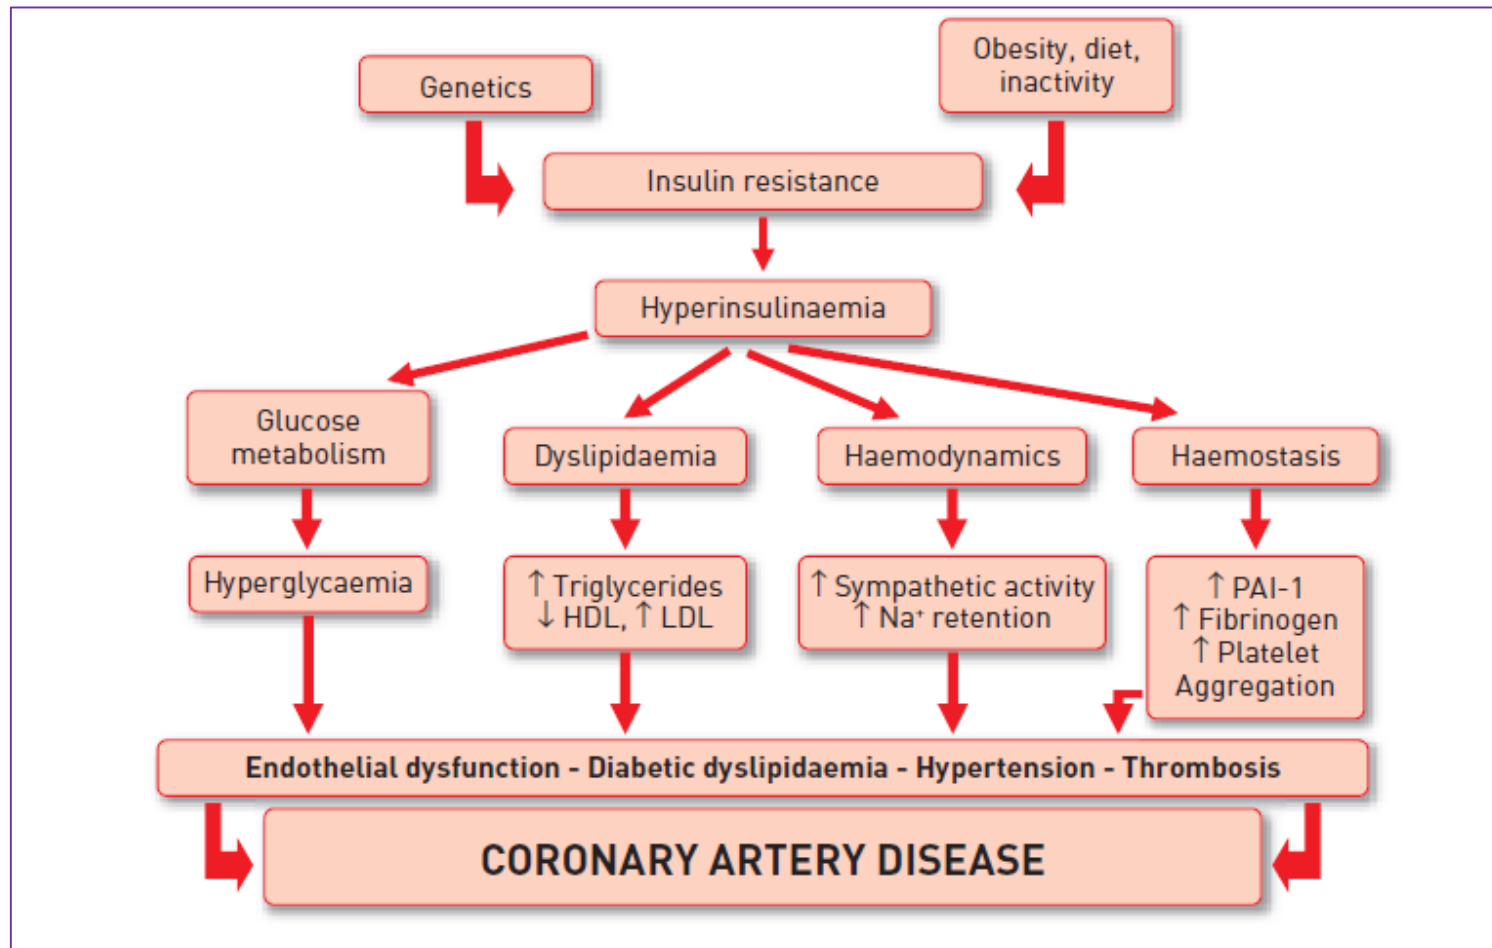 Genetics
Obesity, diet,
inactivity
Insulin resistance
Hyperinsulinaemia
Glucose
metabolism
Dyslipidaemia
Haemodynamics
Haemostasis
Hyperglycaemia
↑ Triglycerides
↓ HDL, ↑ LDL
↑ Sympathetic activity
↑ Na⁺ retention
↑ PAI-1
↑ Fibrinogen
↑ Platelet
Aggregation
Endothelial dysfunction - Diabetic dyslipidaemia - Hypertension - Thrombosis
CORONARY ARTERY DISEASE